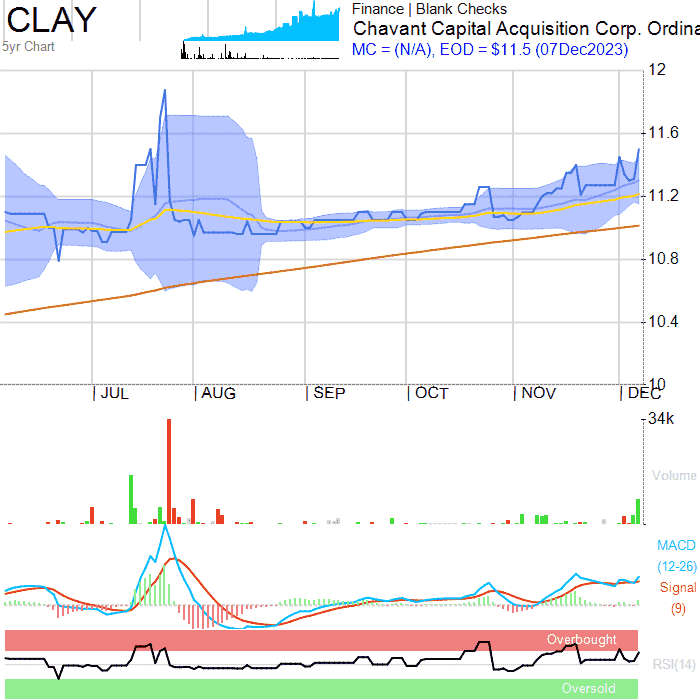 CLAY
5yr Chart
Finance | Blank Checks
Chavant Capital Acquisition Corp. Ordina
MC = (N/A), EOD = $11.5 (07Dec2023)
12
11.6
11.2
10.8
10.4
10
JUL AUG SEP OCT NOV DEC
34k
Volume
MACD
(12-26)
Signal
(9)
Overbought
RSI(14)
Oversold